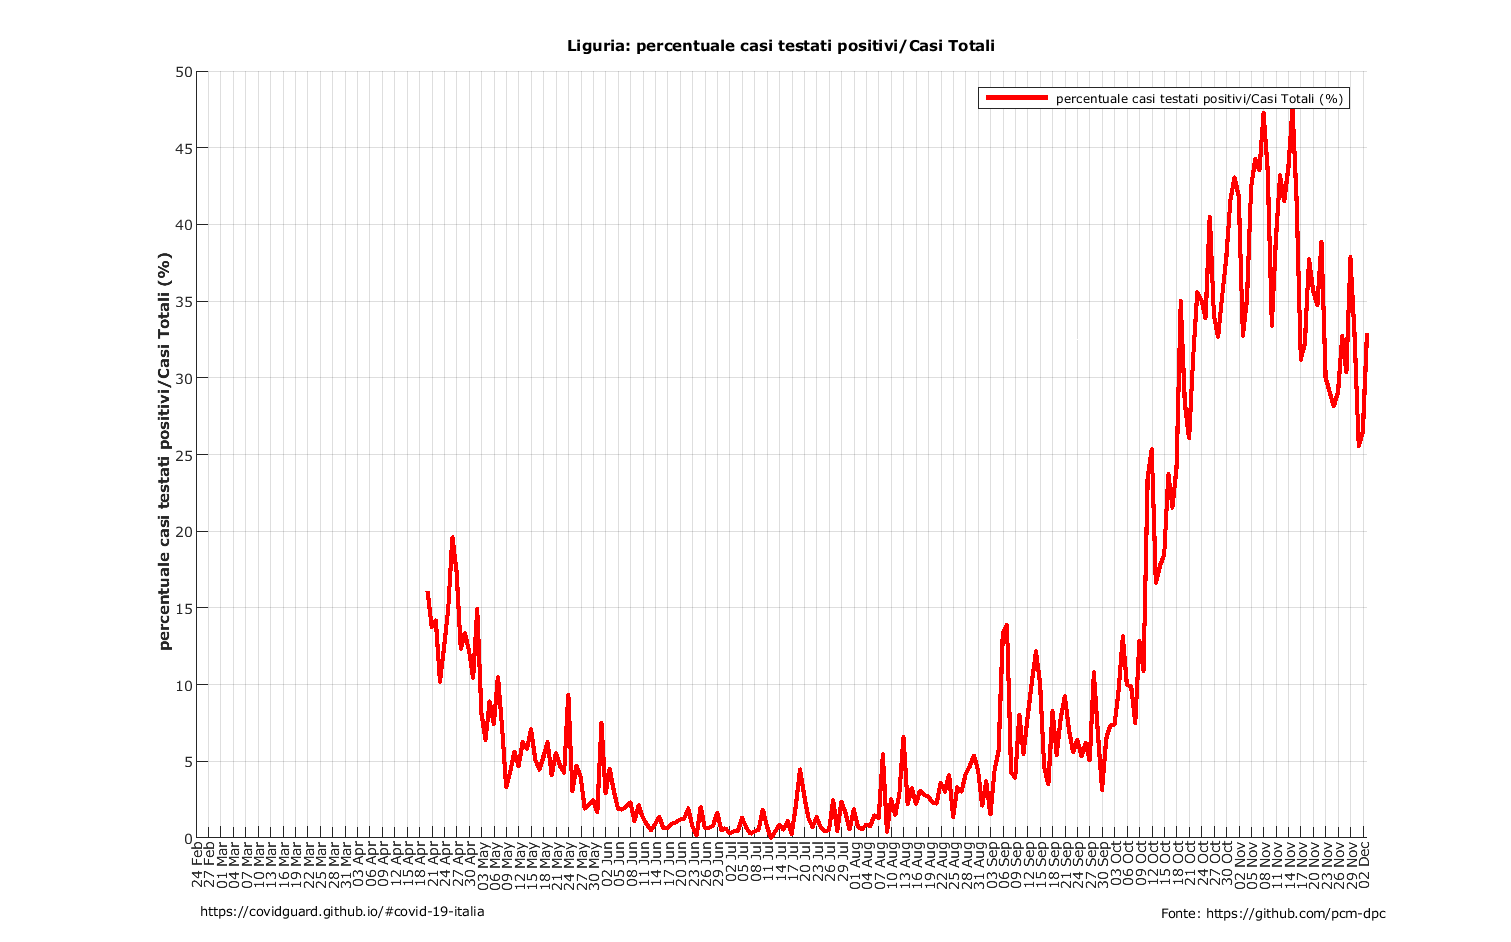 Liguria: percentuale casi testati positivi/Casi Totali
percentuale casi testati positivi/Casi Totali (%)
percentuale casi testati positivi/Casi Totali (%)
50
45
40
35
30
25
20
15
10
5
0
24 Feb
27 Feb
01 Mar
04 Mar
07 Mar
10 Mar
13 Mar
16 Mar
19 Mar
22 Mar
25 Mar
28 Mar
31 Mar
03 Apr
06 Apr
09 Apr
12 Apr
15 Apr
18 Apr
21 Apr
24 Apr
27 Apr
30 Apr
03 May
06 May
09 May
12 May
15 May
18 May
21 May
24 May
27 May
30 May
02 Jun
05 Jun
08 Jun
11 Jun
14 Jun
17 Jun
20 Jun
23 Jun
26 Jun
29 Jun
02 Jul
05 Jul
08 Jul
11 Jul
14 Jul
17 Jul
20 Jul
23 Jul
26 Jul
29 Jul
01 Aug
04 Aug
07 Aug
10 Aug
13 Aug
16 Aug
19 Aug
22 Aug
25 Aug
28 Aug
31 Aug
03 Sep
06 Sep
09 Sep
12 Sep
15 Sep
18 Sep
21 Sep
24 Sep
27 Sep
30 Sep
03 Oct
06 Oct
09 Oct
12 Oct
15 Oct
18 Oct
21 Oct
24 Oct
27 Oct
30 Oct
02 Nov
05 Nov
08 Nov
11 Nov
14 Nov
17 Nov
20 Nov
23 Nov
26 Nov
29 Nov
02 Dec
https://covidguard.github.io/#covid-19-italia
Fonte: https://github.com/pcm-dpc